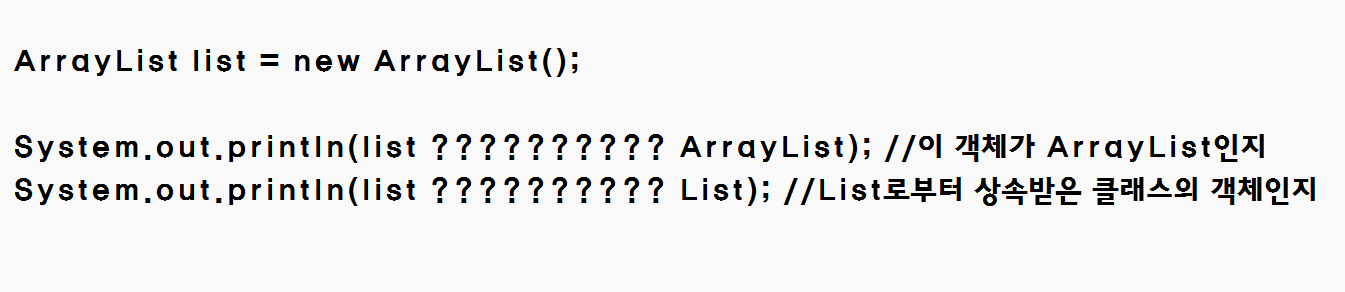 ArrayList list = new ArrayList();
System.out.println(list ?????????? ArrayList); //이 객체가 ArrayList인지
System.out.println(list ?????????? List); //List로부터 상속받은 클래스의 객체인지